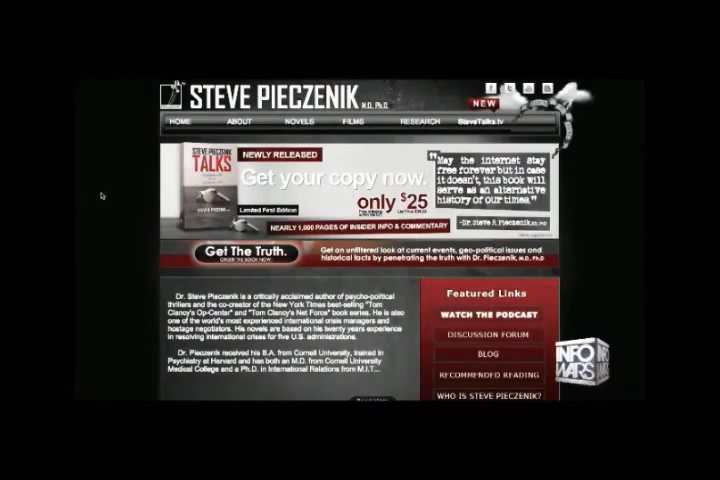 STEVE PIECZENIK M.D., Ph.D.
NEW
HOME ABOUT NOVELS FILMS RESEARCH SteveTalks.tv
STEVE PIECZENIK
TALKS
NEWLY RELEASED
Get your copy now.
Limited First Edition
only $25
NEARLY 1,000 PAGES OF INSIDER INFO & COMMENTARY
"May the internet stay
free forever but in case
it doesn't, this book will
serve as an alternative
history of our times."
-Dr. Steve R Pieczenik
Get The Truth.
ORDER THE BOOK NOW.
Get an unfiltered look at current events, geo-political issues and
historical facts by penetrating the truth with Dr. Pieczenik, M.D., Ph.D
Dr. Steve Pieczenik is a critically acclaimed author of psycho-political
thrillers and the co-creator of the New York Times best-selling "Tom
Clancy's Op-Center" and "Tom Clancy's Net Force" book series. He is also
one of the world's most experienced international crisis managers and
hostage negotiators. His novels are based on his twenty years experience
in resolving international crises for five U.S. administrations.
Dr. Pieczenik received his B.A. from Cornell University, trained in
Psychiatry at Harvard and has both an M.D. from Cornell University
Medical College and a Ph.D. in International Relations from M.I.T...
Featured Links
WATCH THE PODCAST
DISCUSSION FORUM
BLOG
RECOMMENDED READING
WHO IS STEVE PIECZENIK?
INFO
WARS